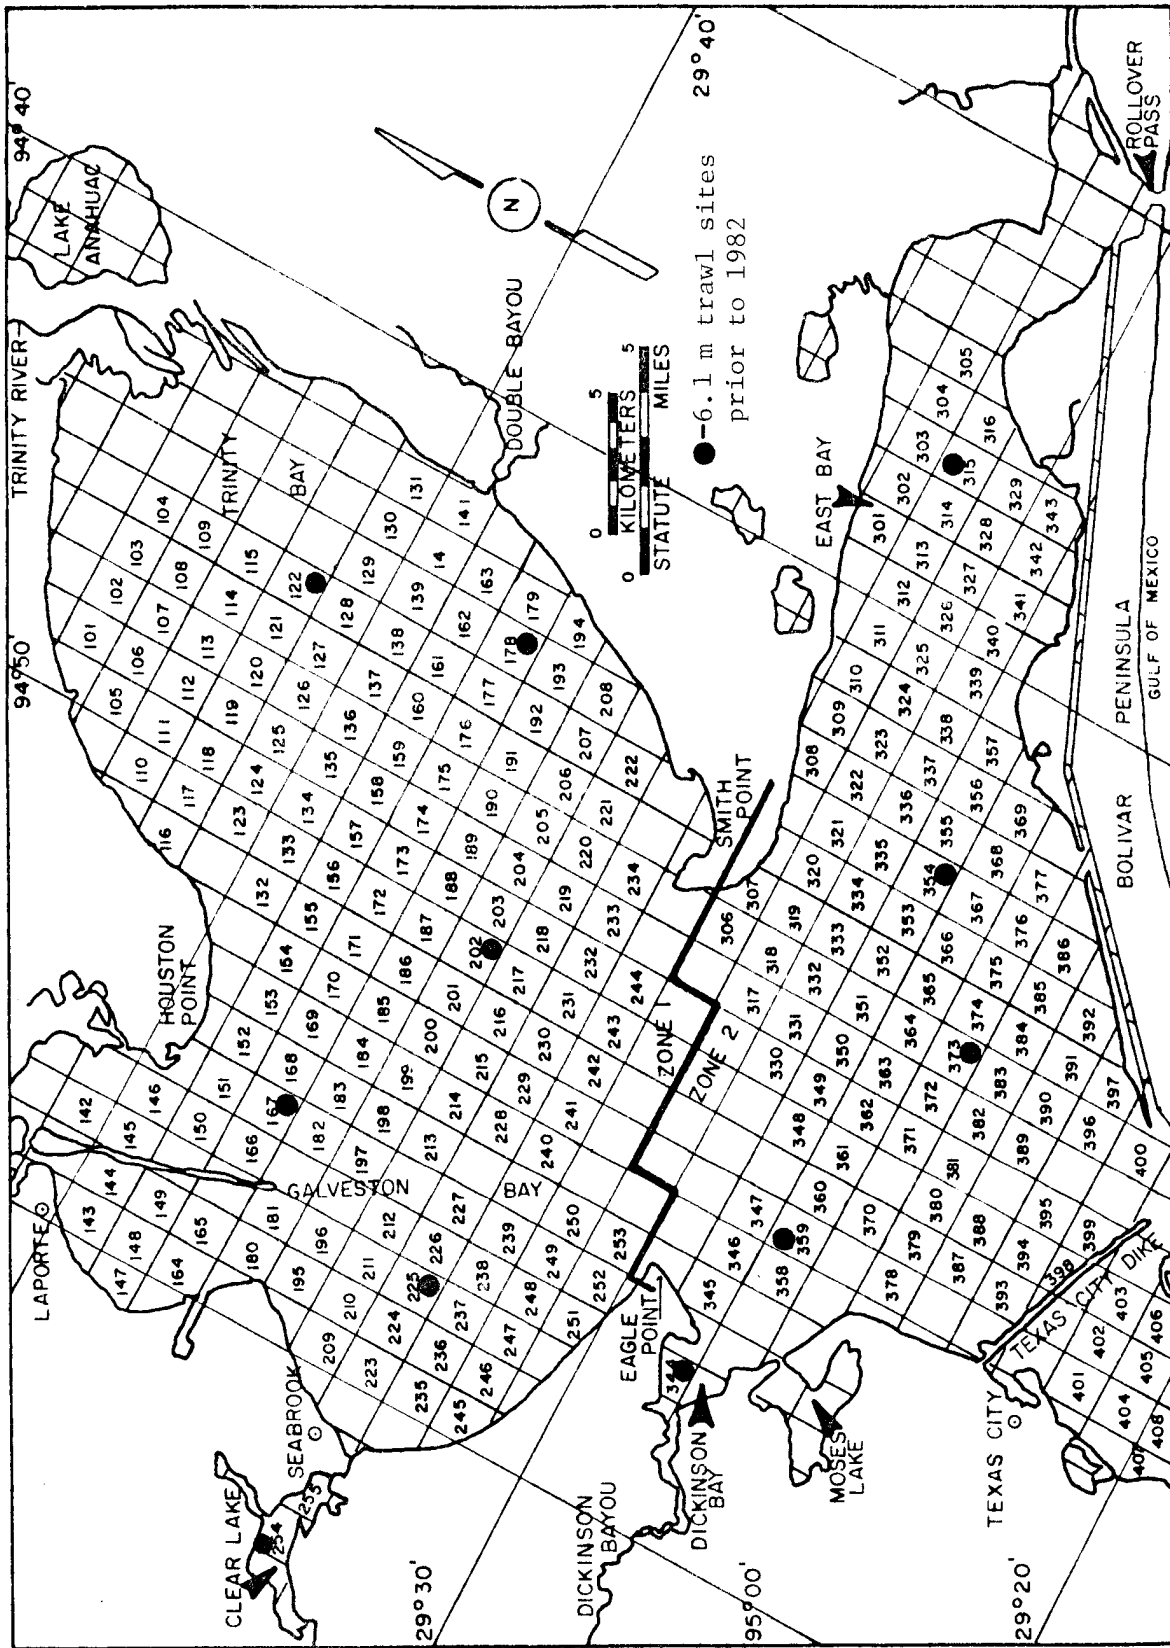 TRINITY RIVER
94° 40'
LAKE
ANAHUAC
94° 50'
HOUSTON
POINT
LAPORTE
TRINITY
BAY
N
DOUBLE BAYOU
29° 40'
0 5
KILOMETERS
0 5
STATUTE MILES
-6.1 m trawl sites
prior to 1982
GALVESTON BAY
SEABROOK
CLEAR LAKE
29° 30'
EAGLE
POINT
DICKINSON
BAYOU
DICKINSON
BAY
MOSES
LAKE
95° 00'
TEXAS CITY
TEXAS CITY DIKE
29° 20'
ZONE 1
ZONE 2
SMITH
POINT
EAST BAY
ROLLOVER
PASS
BOLIVAR PENINSULA
GULF OF MEXICO
101 102 103 104
105 106 107 108 109
110 111 112 113 114 115
116 117 118 119 120 121 122
123 124 125 126 127 128 129 130 131
132 133 134 135 136 137 138 139 14 141
142
143 144 145 146
147 148 149 150 151 152 153 154 155 156 157 158 159 160 161 162 163
164 165 166 167 168 169 170 171 172 173 174 175 176 177 178 179
180 181 182 183 184 185 186 187 188 189 190 191 192 193 194
195 196 197 198 199 200 201 202 203 204 205 206 207 208
209 210 211 212 213 214 215 216 217 218 219 220 221 222
223 224 225 226 227 228 229 230 231 232 233 234
235 236 237 238 239 240 241 242 243 244
245 246 247 248 249 250
251 252 253
254 255
301 302 303 304 305
306 307 308 309 310 311 312 313 314 315 316
317 318 319 320 321 322 323 324 325 326 327 328 329
330 331 332 333 334 335 336 337 338 339 340 341 342 343
344
345 346 347 348 349 350 351 352 353 354 355 356 357
358 359 360 361 362 363 364 365 366 367 368 369
370 371 372 373 374 375 376 377
378 379 380 381 382 383 384 385 386
387 388 389 390 391 392
393 394 395 396 397
398 399 400
401 402 403
404 405 406
407 408